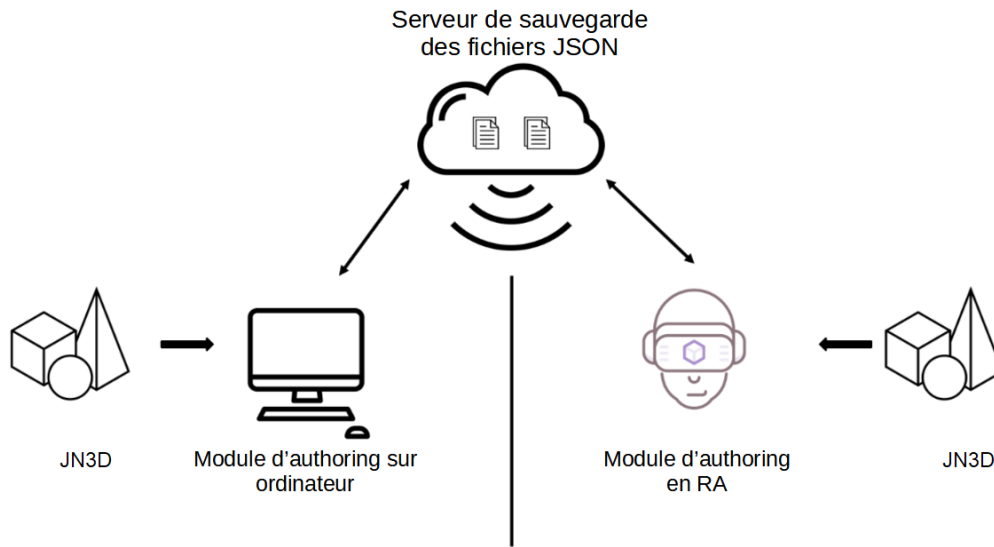 Serveur de sauvegarde
des fichiers JSON
JN3D
Module d'authoring sur
ordinateur
Module d'authoring
en RA
JN3D